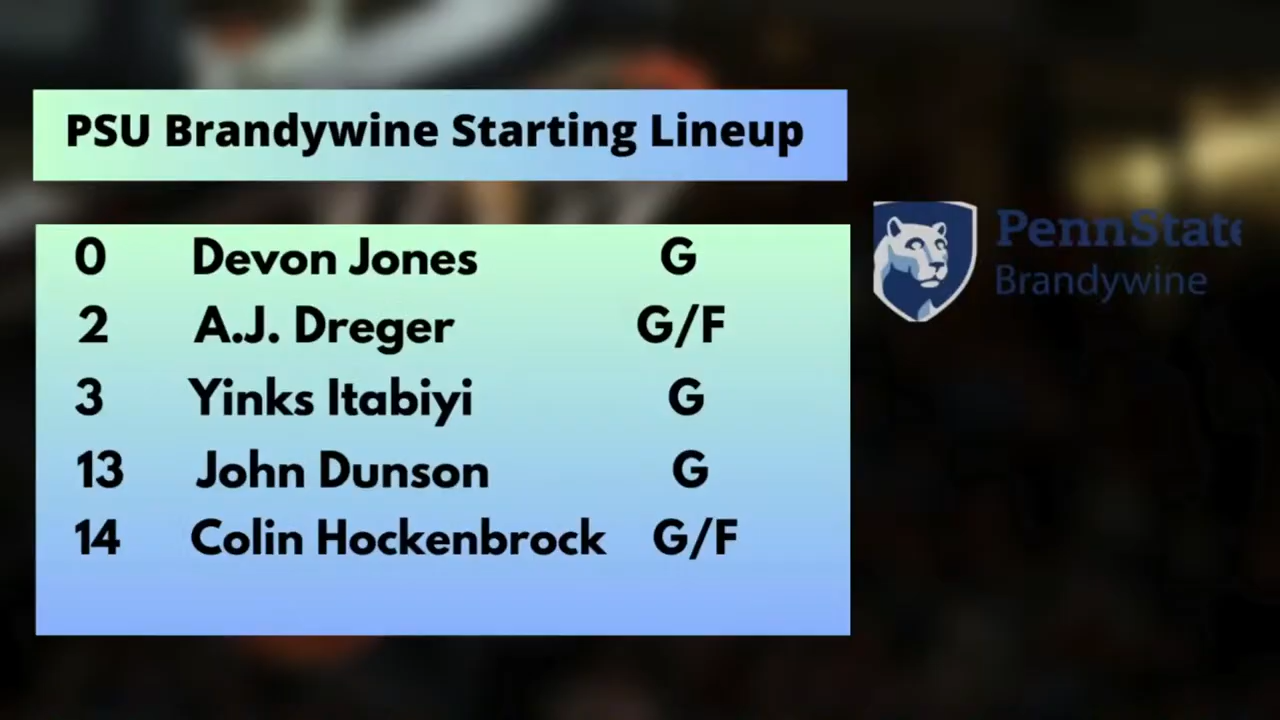 PSU Brandywine Starting Lineup
0 Devon Jones G
2 A.J. Dreger G/F
3 Yinks Itabiyi G
13 John Dunson G
14 Colin Hockenbrock G/F
PennState
Brandywine